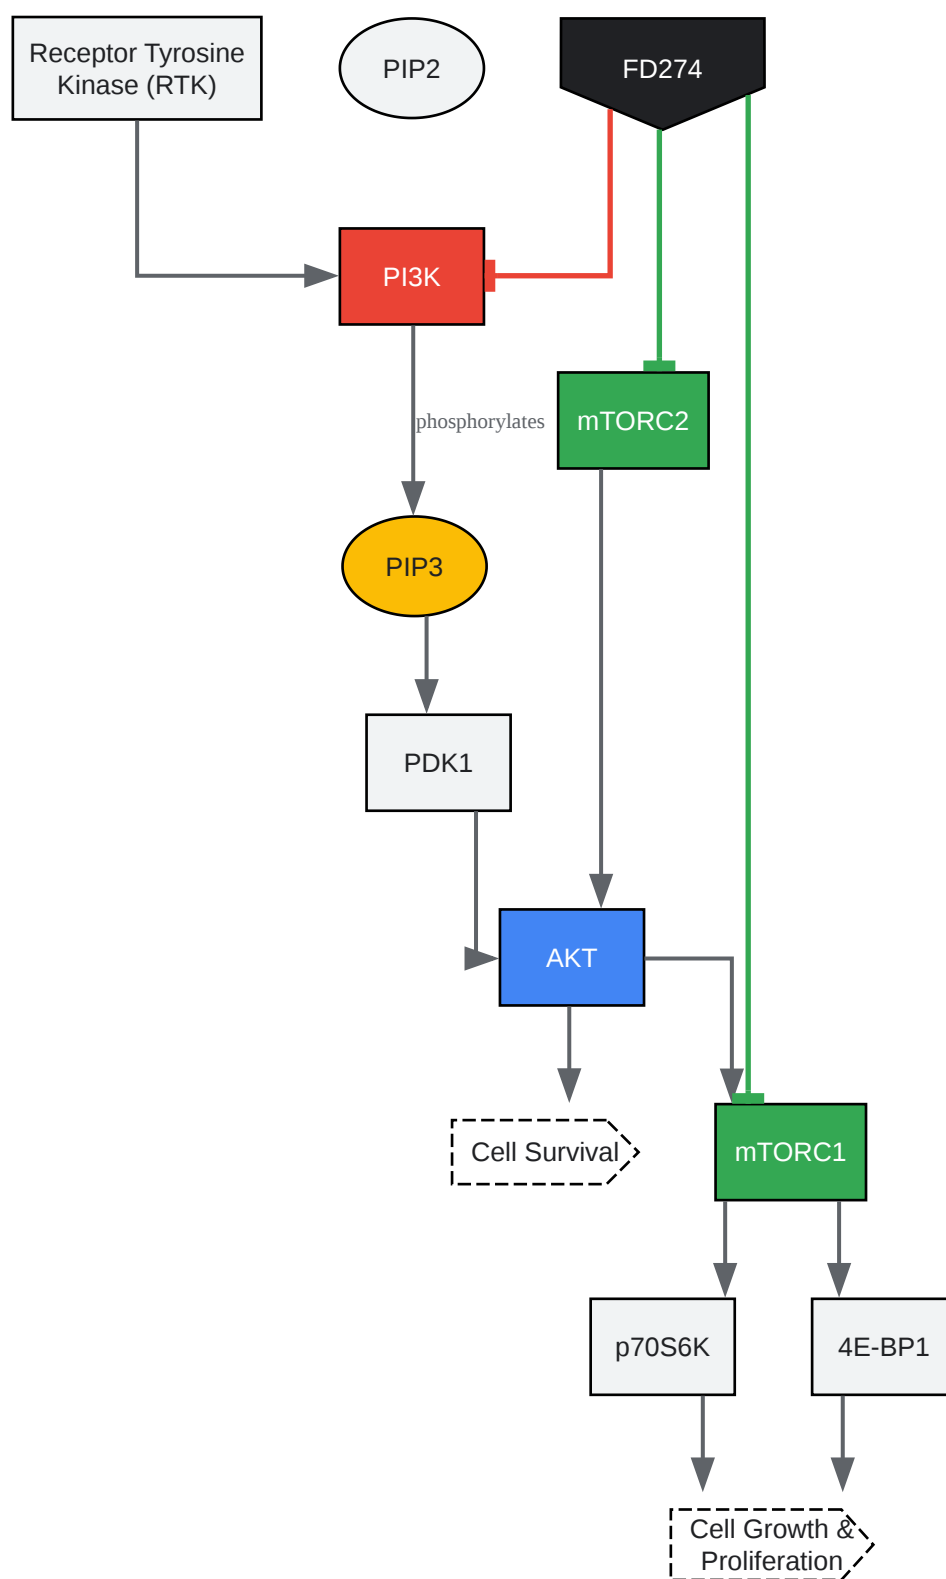 Receptor Tyrosine
Kinase (RTK)
PIP2
FD274
PI3K
phosphorylates
mTORC2
PIP3
PDK1
AKT
Cell Survival
mTORC1
p70S6K
4E-BP1
Cell Growth &
Proliferation